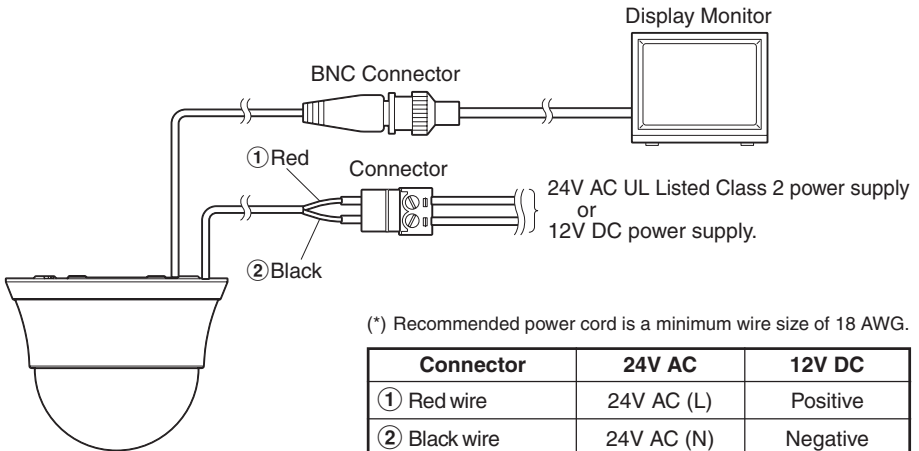 Display Monitor
BNC Connector
①Red
Connector
24V AC UL Listed Class 2 power supply
or
12V DC power supply.
②Black
(*) Recommended power cord is a minimum wire size of 18 AWG.
Connector 24V AC 12V DC
① Red wire 24V AC (L) Positive
② Black wire 24V AC (N) Negative